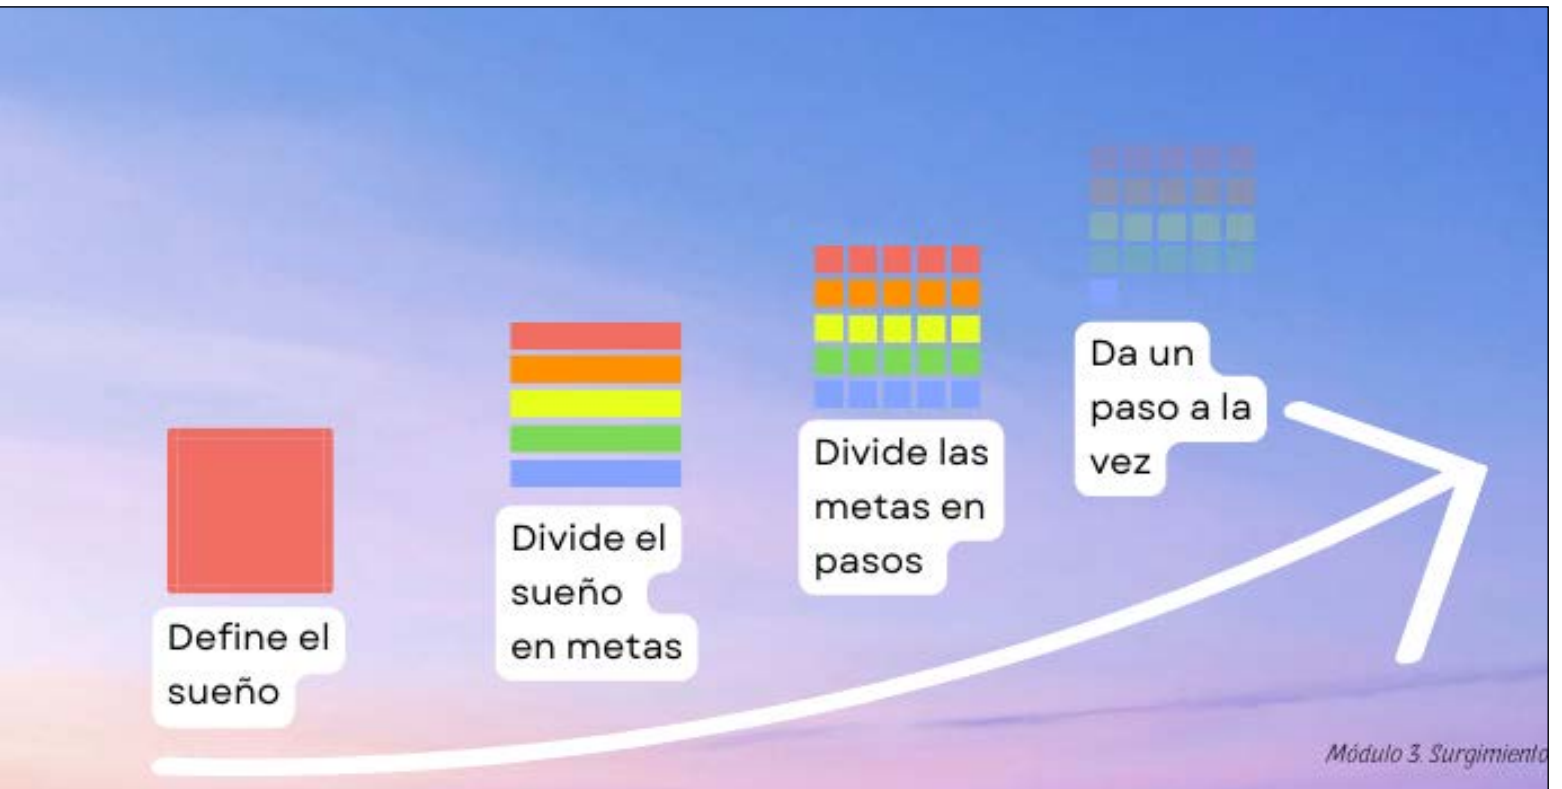 Define el
sueño
Divide el
sueño
en metas
Divide las
metas en
pasos
Da un
paso a la
vez
Módulo 3. Surgimiento